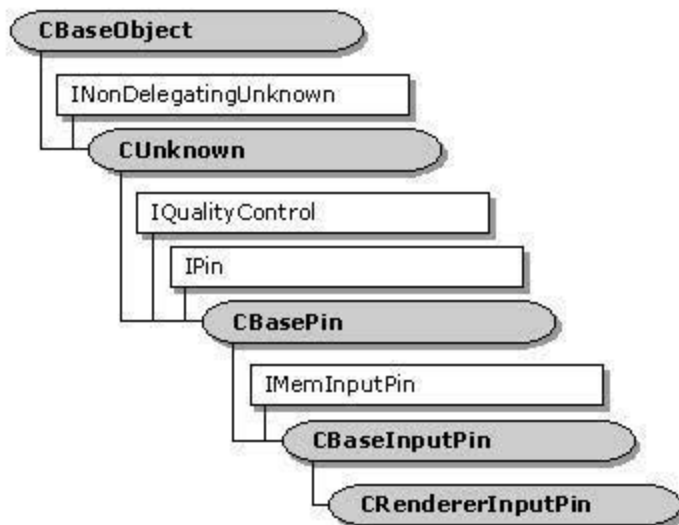 CBaseObject
INonDelegatingUnknown
CUnknown
IQualityControl
IPin
CBasePin
IMemInputPin
CBaseInputPin
CRendererInputPin